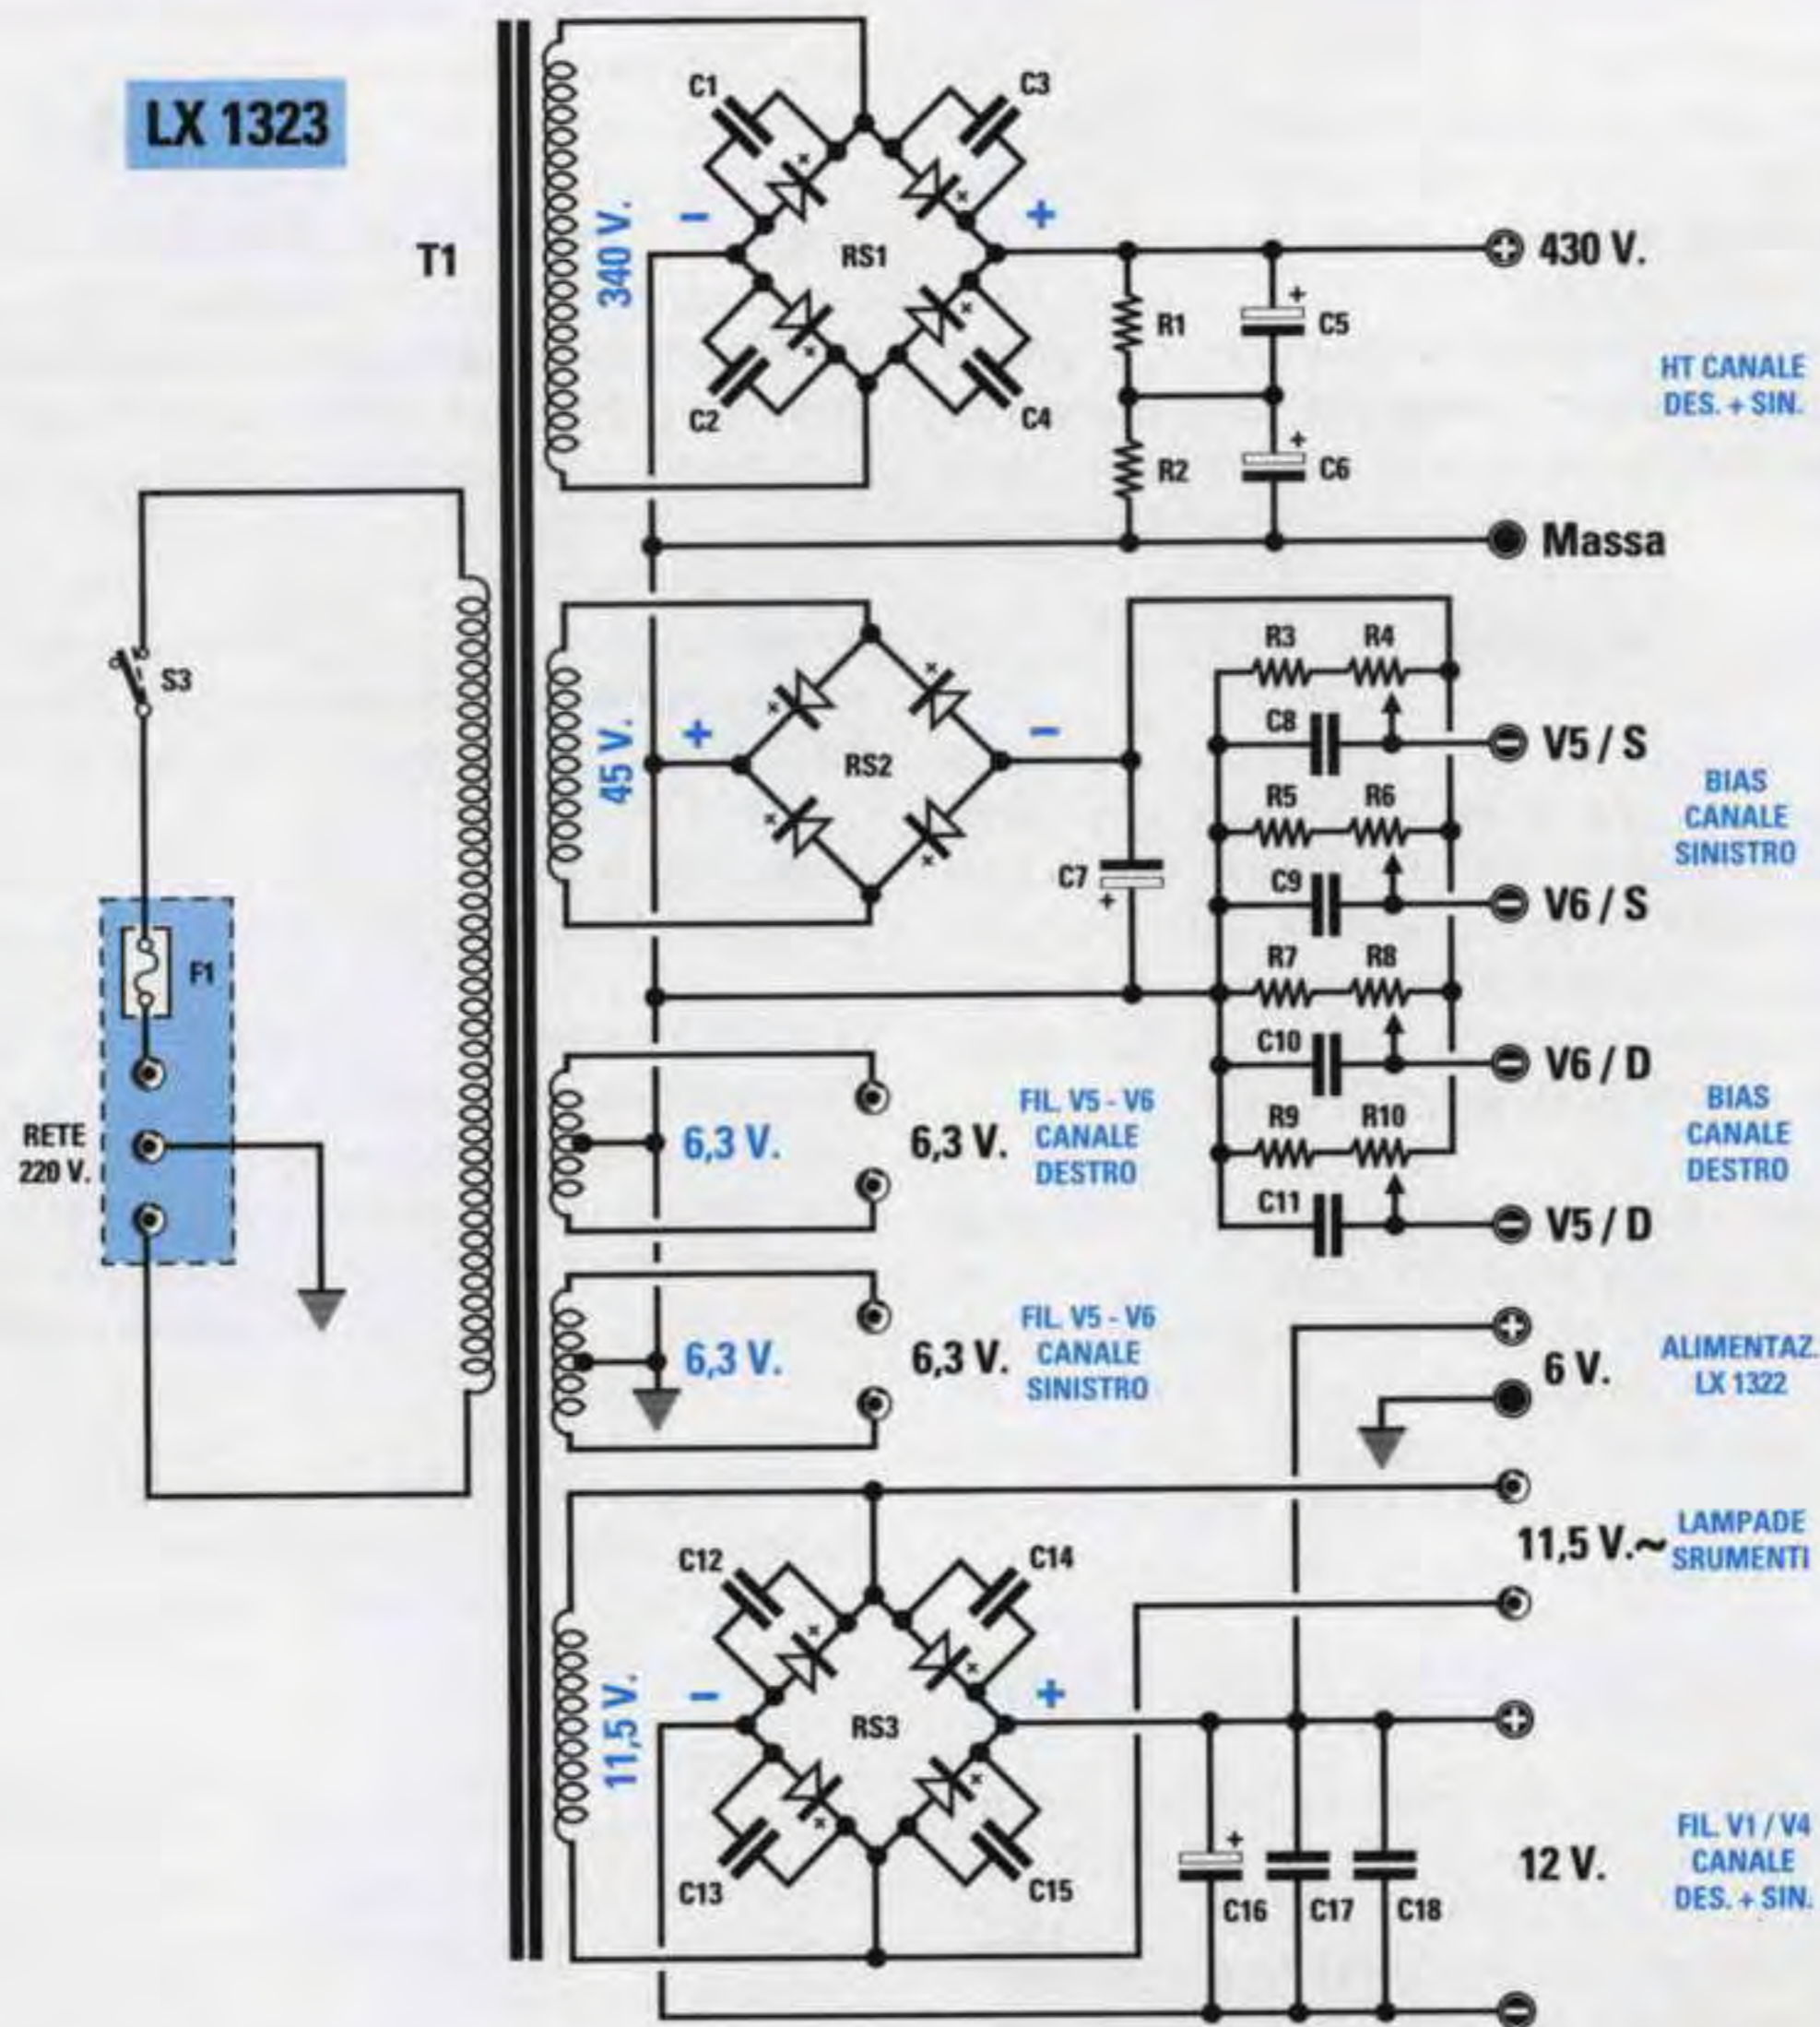 LX 1323
T1
340 V.
C1
C3
-
+
RS1
C2
C4
R1
+
C5
R2
+
C6
+ 430 V.
HT CANALE
DES. + SIN.
Massa
S3
F1
RETE
220 V.
45 V.
+
-
RS2
C7
+
R3
R4
C8
- V5 / S
R5
R6
C9
- V6 / S
BIAS
CANALE
SINISTRO
R7
R8
C10
- V6 / D
R9
R10
C11
- V5 / D
BIAS
CANALE
DESTRO
6,3 V.
6,3 V.
FIL. V5 - V6
CANALE
DESTRO
6,3 V.
6,3 V.
FIL. V5 - V6
CANALE
SINISTRO
+
6 V.
ALIMENTAZ.
LX 1322
11,5 V.~
LAMPADE
SRUMENTI
11,5 V.
C12
C14
-
+
RS3
C13
C15
+
C16
C17
C18
+
12 V.
-
FIL. V1 / V4
CANALE
DES. + SIN.